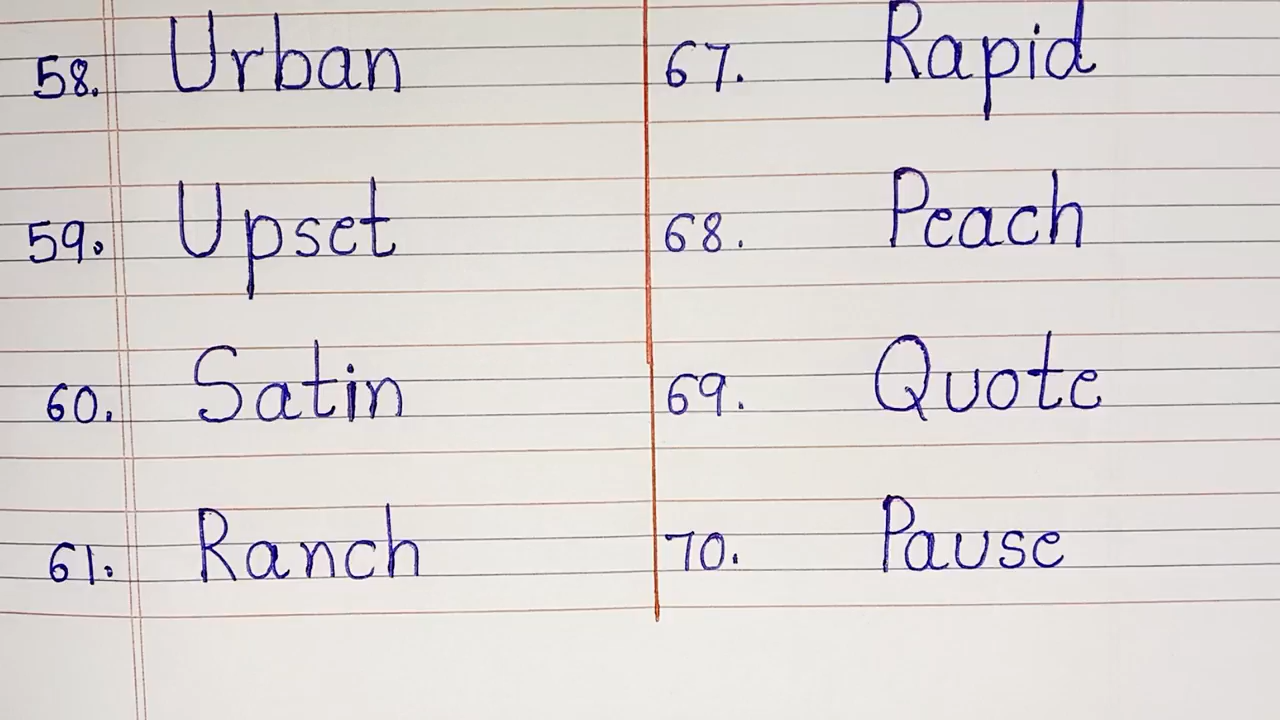 58. Urban
59. Upset
60. Satin
61. Ranch
67. Rapid
68. Peach
69. Quote
70. Pause